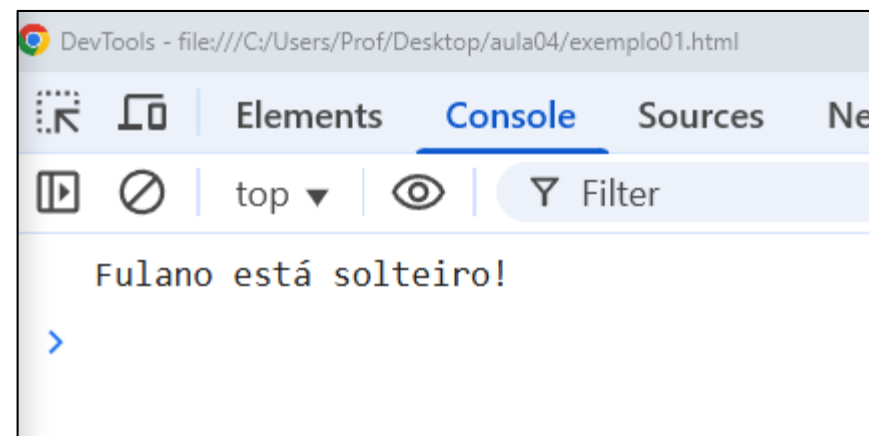 DevTools - file:///C:/Users/Prof/Desktop/aula04/exemplo01.html
Elements Console Sources Ne
top Filter
Fulano está solteiro!